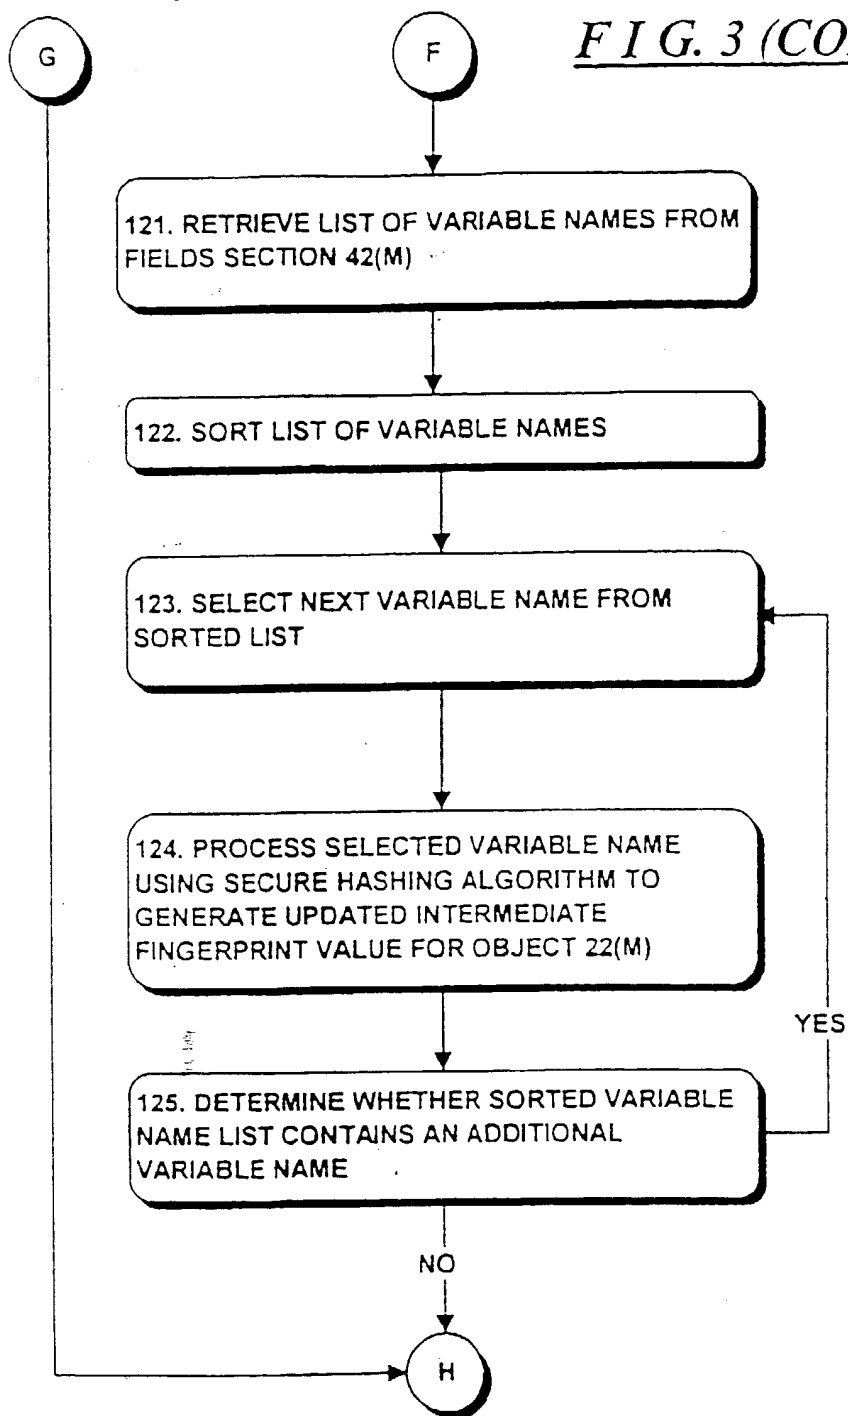 G
F
F I G. 3 (CO
121. RETRIEVE LIST OF VARIABLE NAMES FROM
FIELDS SECTION 42(M)
122. SORT LIST OF VARIABLE NAMES
123. SELECT NEXT VARIABLE NAME FROM
SORTED LIST
124. PROCESS SELECTED VARIABLE NAME
USING SECURE HASHING ALGORITHM TO
GENERATE UPDATED INTERMEDIATE
FINGERPRINT VALUE FOR OBJECT 22(M)
YES
125. DETERMINE WHETHER SORTED VARIABLE
NAME LIST CONTAINS AN ADDITIONAL
VARIABLE NAME
NO
H